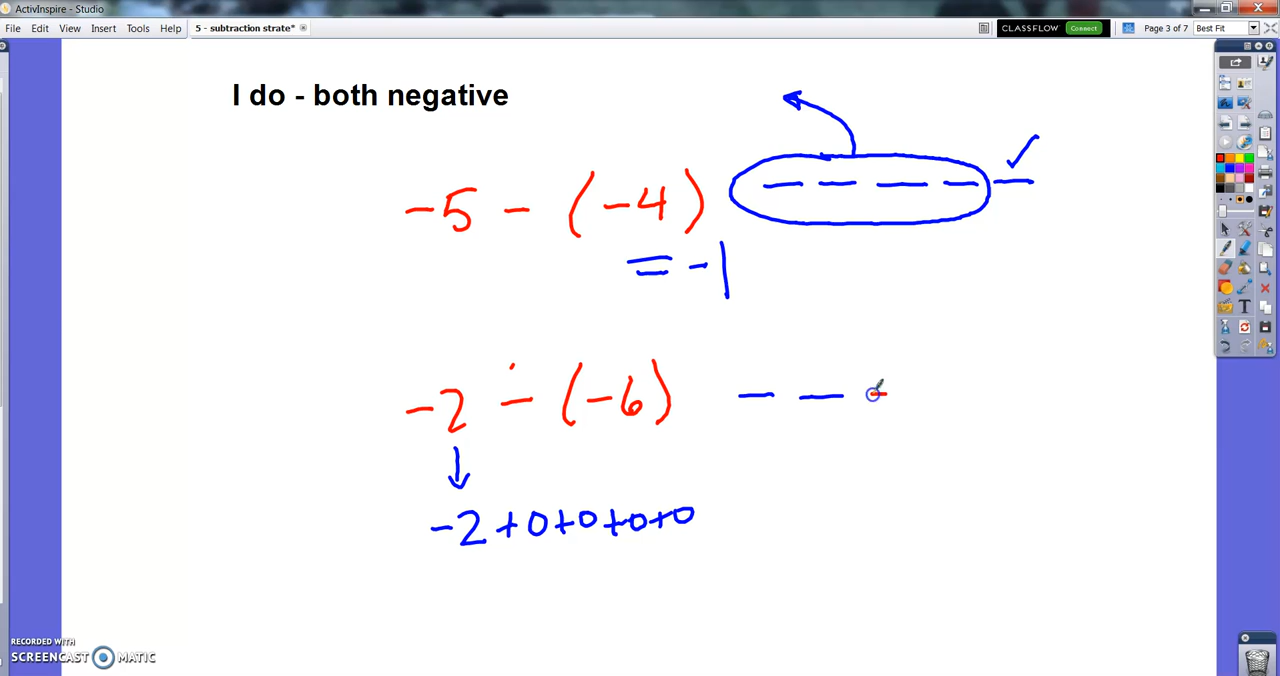 ActivInspire - Studio
File Edit View Insert Tools Help
5 - subtraction strate*
CLASSFLOW Connect
Page 3 of 7
Best Fit
I do - both negative
-5 - (-4)
= -1
-2 - (-6)
-2 + 0 + 0 + 0 + 0
RECORDED WITH
SCREENCAST MATIC